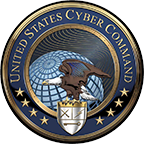 UNITED STATES CYBER COMMAND